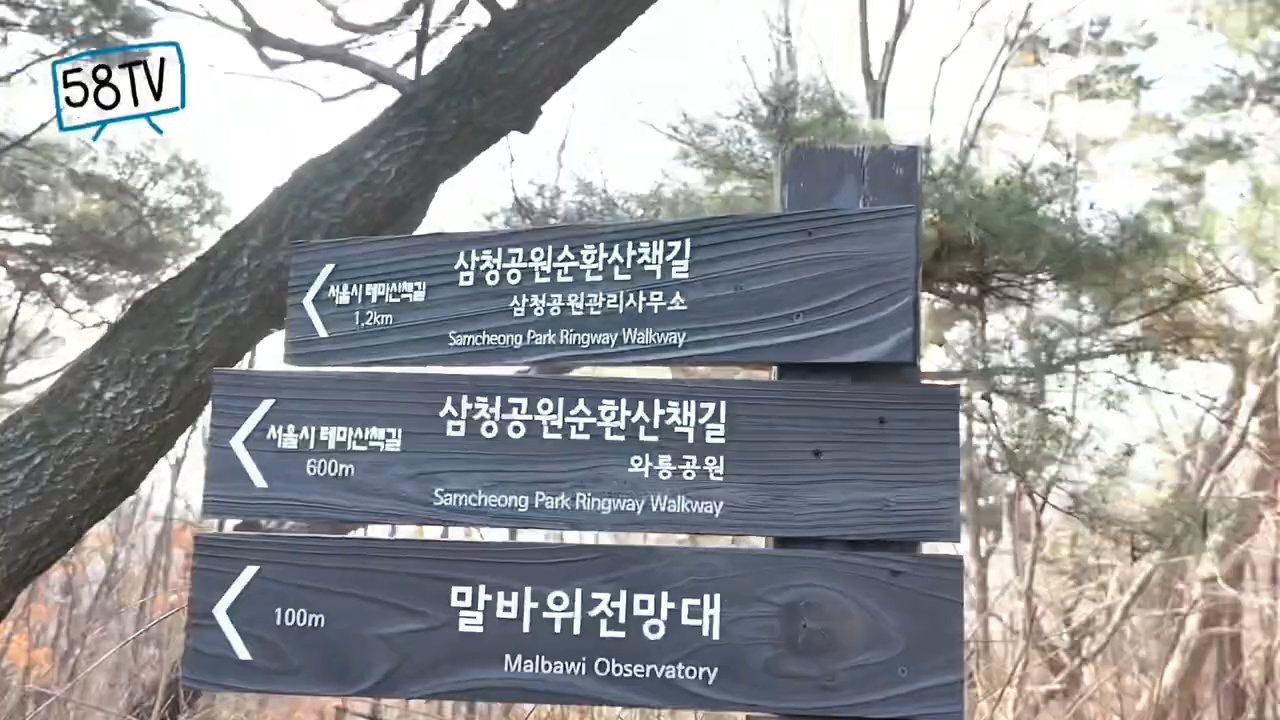 58TV
삼청공원순환산책길
서울시 테마산책길
삼청공원관리사무소
1.2km
Samcheong Park Ringway Walkway
삼청공원순환산책길
서울시 테마산책길
와룡공원
600m
Samcheong Park Ringway Walkway
말바위전망대
100m
Malbawi Observatory